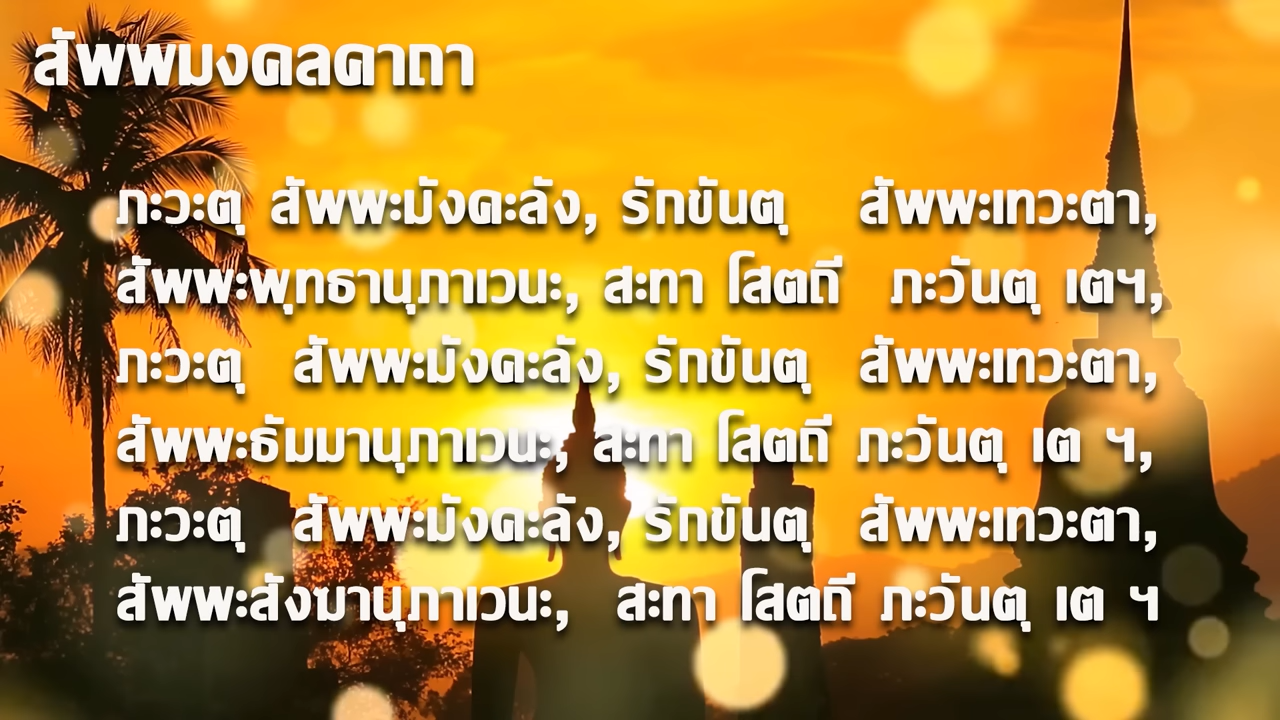 สัพพมงคลคาถา
ภะวะตุ สัพพะมังคะลัง, รักขันตุ สัพพะเทวะตา,
สัพพะพุทธานุภาเวนะ, สะทา โสตถี ภะวันตุ เตฯ,
ภะวะตุ สัพพะมังคะลัง, รักขันตุ สัพพะเทวะตา,
สัพพะธัมมานุภาเวนะ, สะทา โสตถี ภะวันตุ เต ฯ,
ภะวะตุ สัพพะมังคะลัง, รักขันตุ สัพพะเทวะตา,
สัพพะสังฆานุภาเวนะ, สะทา โสตถี ภะวันตุ เต ฯ